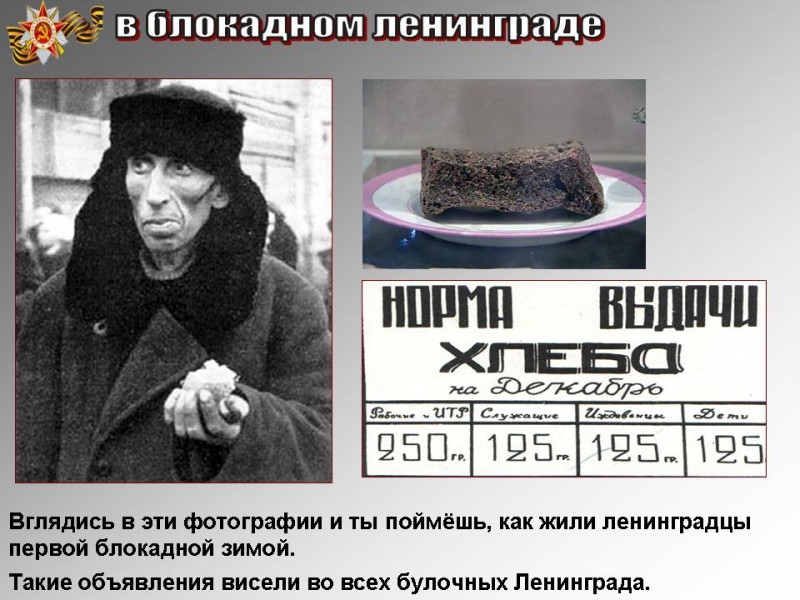 в блокадном ленинграде
НОРМА ВЫДАЧИ
ХЛЕБА
на Декабрь
Рабочие и ИТР Служащие Иждевенцы Дети
250 гр. 125 гр. 125 гр. 125
Вглядись в эти фотографии и ты поймёшь, как жили ленинградцы
первой блокадной зимой.
Такие объявления висели во всех булочных Ленинграда.